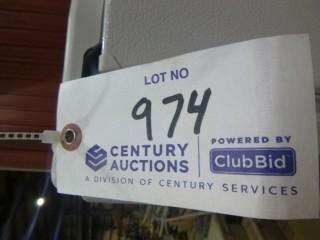 LOT NO
974
CENTURY
AUCTIONS
POWERED BY
ClubBid
A DIVISION OF CENTURY SERVICES